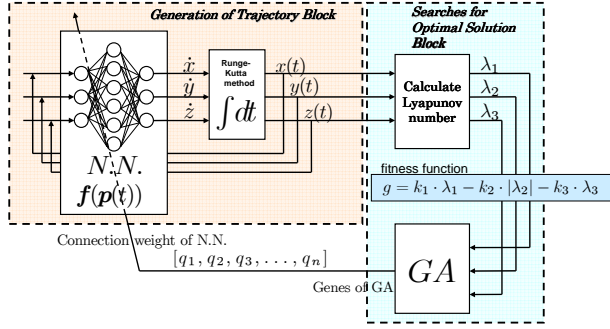 Generation of Trajectory Block
Searches for
Optimal Solution
Block
Runge-
Kutta
method
∫dt
ẋ
ẏ
ż
x(t)
y(t)
z(t)
Calculate
Lyapunov
number
λ₁
λ₂
λ₃
N.N.
f(p(t))
fitness function
g = k₁ · λ₁ − k₂ · |λ₂| − k₃ · λ₃
Connection weight of N.N.
[q₁, q₂, q₃, . . . , qₙ]
Genes of GA
GA